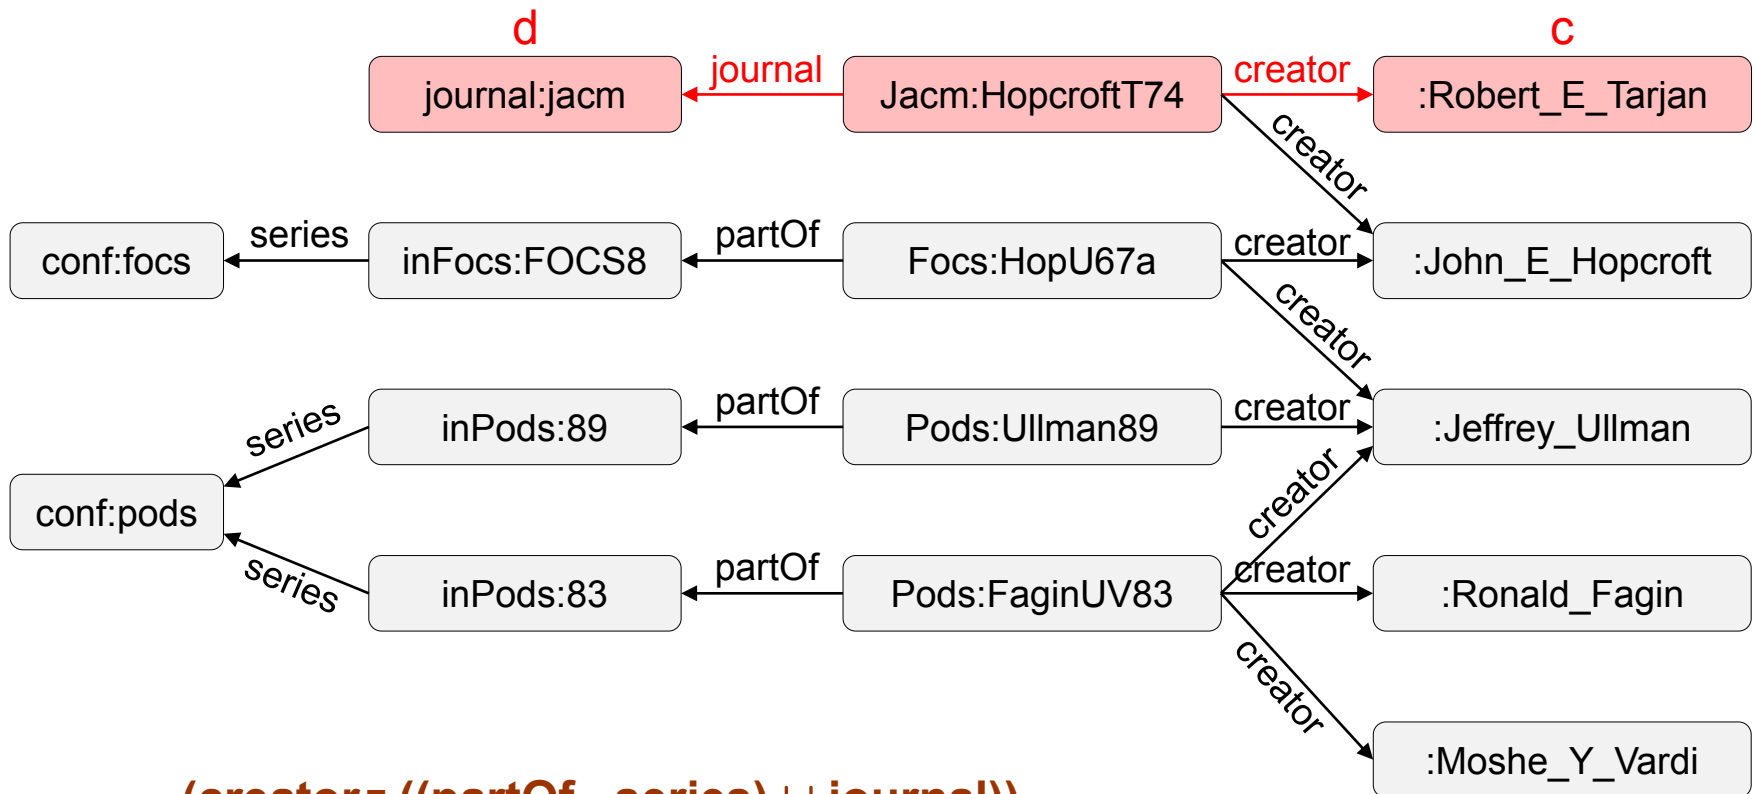 d c
journal:jacm journal Jacm:HopcroftT74 creator :Robert_E_Tarjan
creator
conf:focs series inFocs:FOCS8 partOf Focs:HopU67a creator :John_E_Hopcroft
creator
series inPods:89 partOf Pods:Ullman89 creator :Jeffrey_Ullman
conf:pods creator
series inPods:83 partOf Pods:FaginUV83 creator :Ronald_Fagin
creator
:Moshe_Y_Vardi